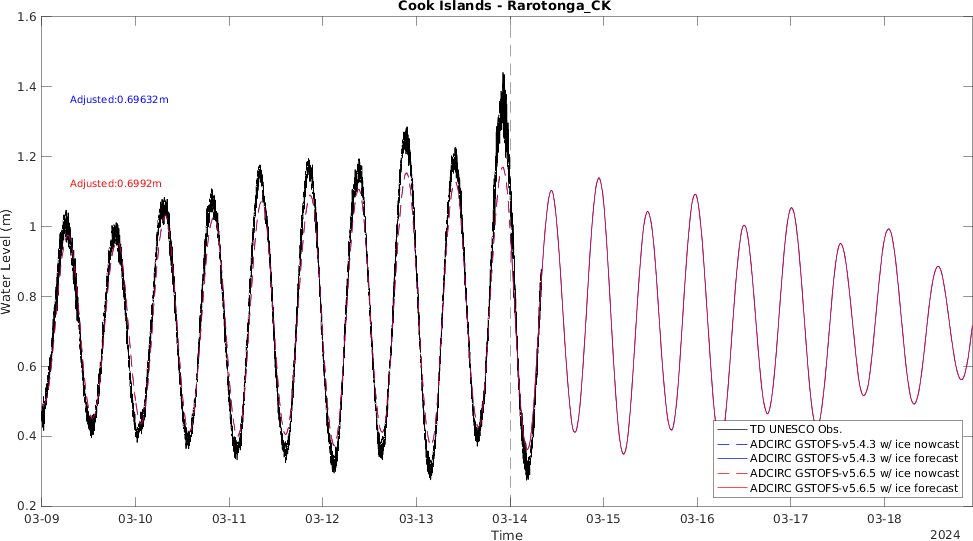 Cook Islands - Rarotonga_CK
1.6
1.4
Adjusted:0.69632m
1.2
Adjusted:0.6992m
1
Water Level (m)
0.8
0.6
0.4
0.2
TD UNESCO Obs.
ADCIRC GSTOFS-v5.4.3 w/ ice nowcast
ADCIRC GSTOFS-v5.4.3 w/ ice forecast
ADCIRC GSTOFS-v5.6.5 w/ ice nowcast
ADCIRC GSTOFS-v5.6.5 w/ ice forecast
03-09 03-10 03-11 03-12 03-13 03-14 03-15 03-16 03-17 03-18
Time
2024